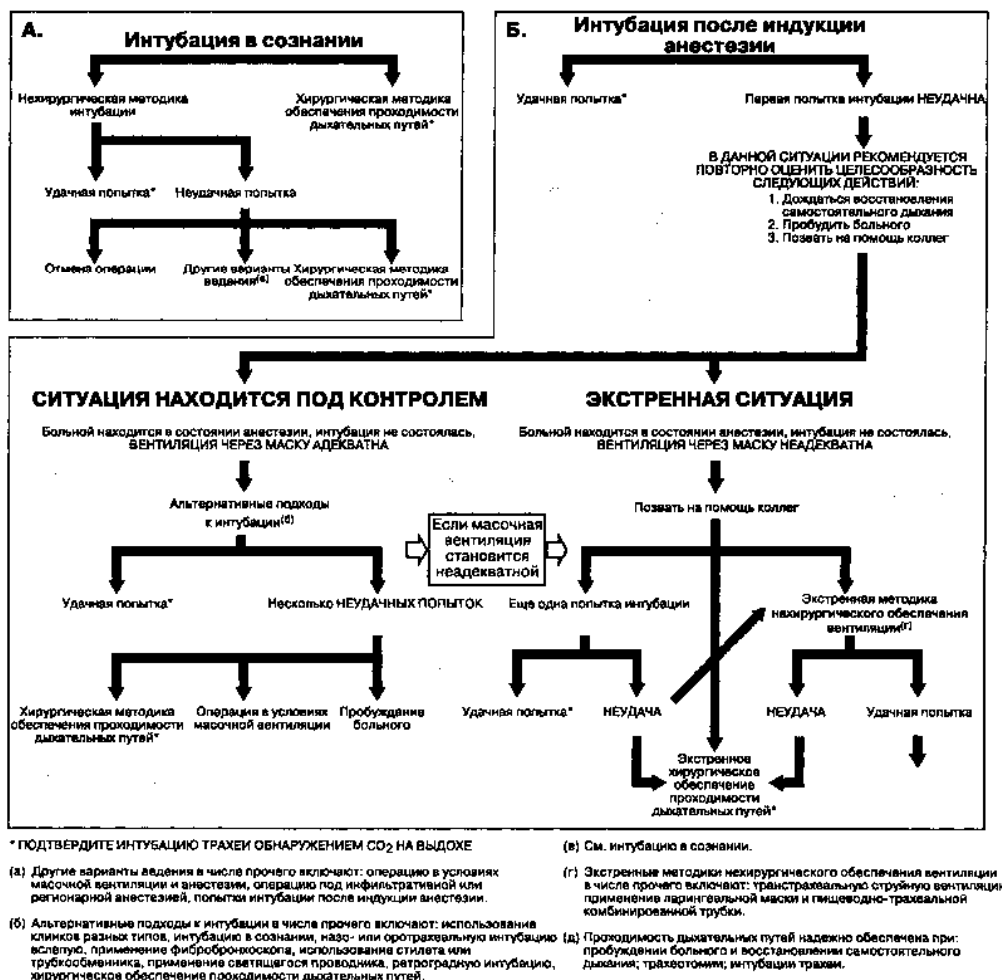 А.
Интубация в сознании
Нехирургическая методика
интубации
Хирургическая методика
обеспечения проходимости
дыхательных путей*
Удачная попытка*
Неудачная попытка
Отмена операции
Другие варианты
ведения(а)
Хирургическая методика
обеспечения проходимости
дыхательных путей*
Б.
Интубация после индукции
анестезии
Удачная попытка*
Первая попытка интубации НЕУДАЧНА
В ДАННОЙ СИТУАЦИИ РЕКОМЕНДУЕТСЯ
ПОВТОРНО ОЦЕНИТЬ ЦЕЛЕСООБРАЗНОСТЬ
СЛЕДУЮЩИХ ДЕЙСТВИЙ:
1. Дождаться восстановления
самостоятельного дыхания
2. Пробудить больного
3. Позвать на помощь коллег
СИТУАЦИЯ НАХОДИТСЯ ПОД КОНТРОЛЕМ
Больной находится в состоянии анестезии, интубация не состоялась,
ВЕНТИЛЯЦИЯ ЧЕРЕЗ МАСКУ АДЕКВАТНА
Альтернативные подходы
к интубации(б)
Удачная попытка*
Несколько НЕУДАЧНЫХ ПОПЫТОК
Хирургическая методика
обеспечения проходимости
дыхательных путей*
Операция в условиях
масочной вентиляции
Пробуждение
больного
Если масочная
вентиляция
становится
неадекватной
ЭКСТРЕННАЯ СИТУАЦИЯ
Больной находится в состоянии анестезии, интубация не состоялась,
ВЕНТИЛЯЦИЯ ЧЕРЕЗ МАСКУ НЕАДЕКВАТНА
Позвать на помощь коллег
Еще одна попытка интубации
Экстренная методика
нехирургического обеспечения
вентиляции(г)
Удачная попытка*
НЕУДАЧА
НЕУДАЧА
Удачная попытка
Экстренное
хирургическое
обеспечение
проходимости
дыхательных путей*
* ПОДТВЕРДИТЕ ИНТУБАЦИЮ ТРАХЕИ ОБНАРУЖЕНИЕМ CO2 НА ВЫДОХЕ
(а) Другие варианты ведения в числе прочего включают: операцию в условиях
масочной вентиляции и анестезии, операцию под инфильтративной или
регионарной анестезией, попытки интубации после индукции анестезии.
(б) Альтернативные подходы к интубации в числе прочего включают: использование
клинков разных типов, интубацию в сознании, назо- или оротрахеальную интубацию
вслепую, применение фибробронхоскопа, использование стилета или
трубкообменника, применение светящегося проводника, ретроградную интубацию,
хирургическое обеспечение проходимости дыхательных путей.
(в) См. интубацию в сознании.
(г) Экстренные методики нехирургического обеспечения вентиляции
в числе прочего включают: транстрахеальную струйную вентиляцию,
применение ларингеальной маски и пищеводно-трахеальной
комбинированной трубки.
(д) Проходимость дыхательных путей надежно обеспечена при:
пробуждении больного и восстановлении самостоятельного
дыхания; трахеостомии; интубации трахеи.